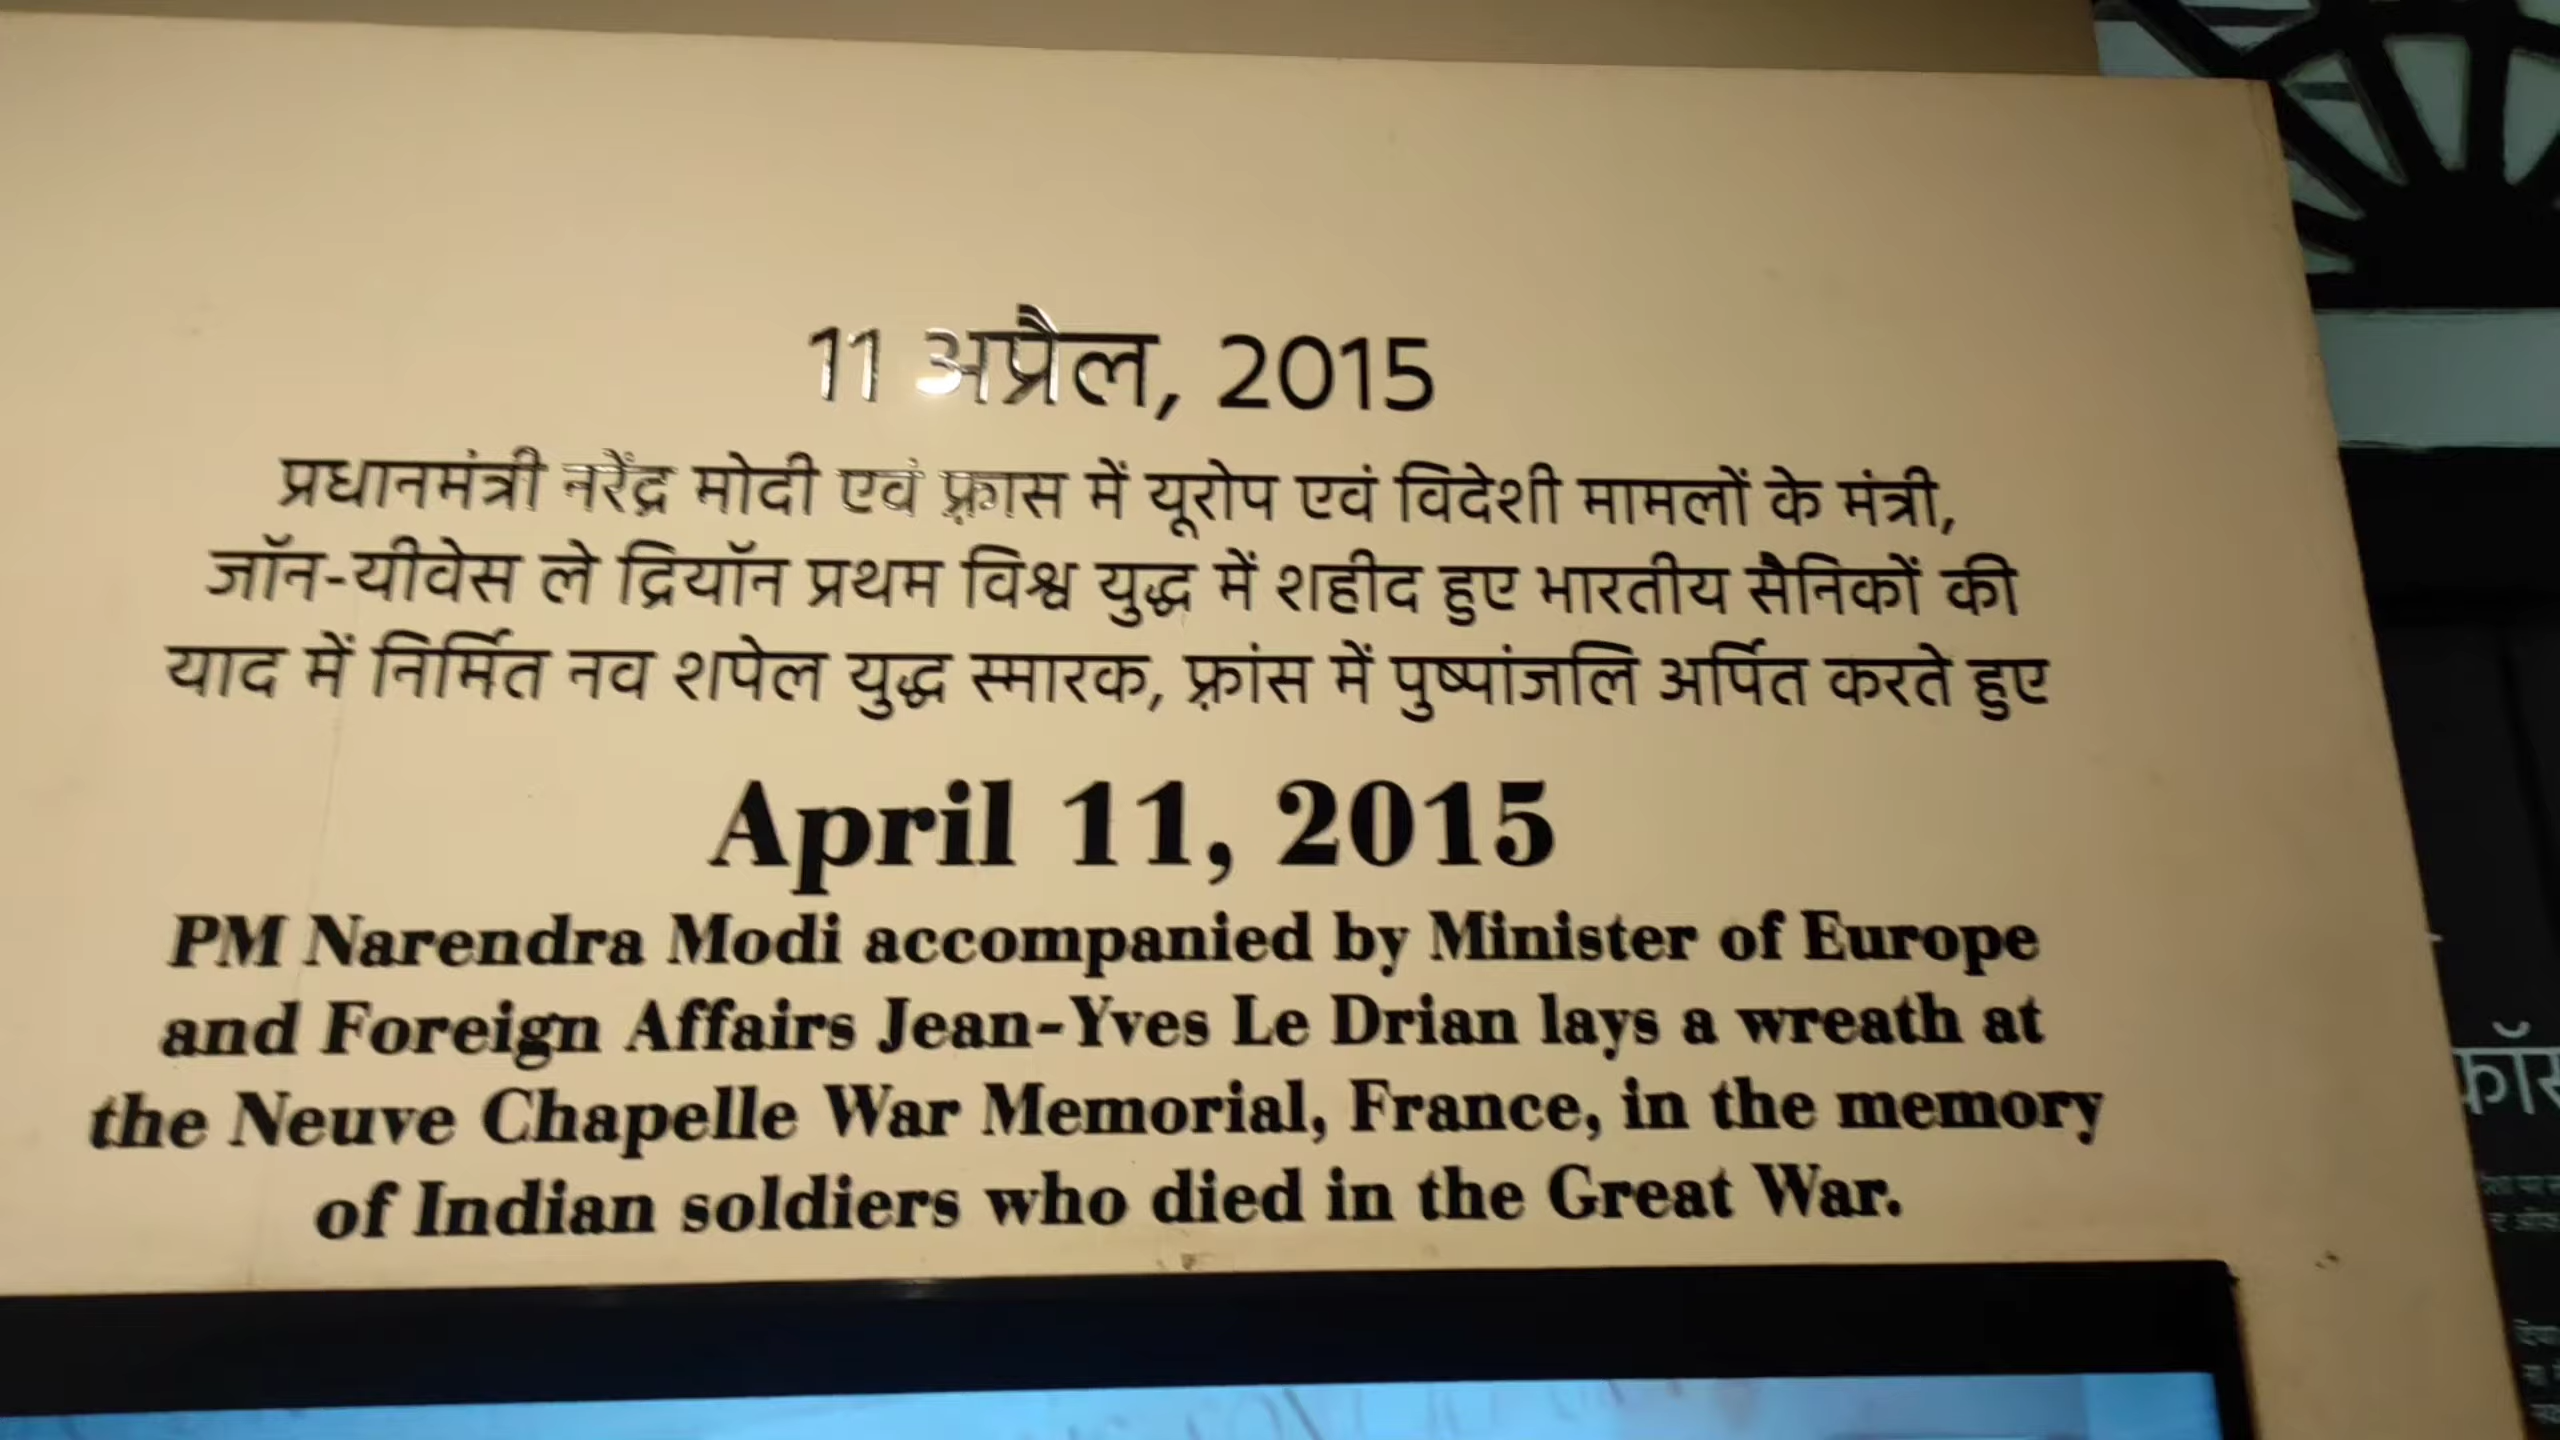 11 अप्रैल, 2015
प्रधानमंत्री नरेंद्र मोदी एवं फ़्रास में यूरोप एवं विदेशी मामलों के मंत्री,
जॉन-यीवेस ले द्रियॉन प्रथम विश्व युद्ध में शहीद हुए भारतीय सैनिकों की
याद में निर्मित नव शपेल युद्ध स्मारक, फ़्रांस में पुष्पांजलि अर्पित करते हुए
April 11, 2015
PM Narendra Modi accompanied by Minister of Europe
and Foreign Affairs Jean-Yves Le Drian lays a wreath at
the Neuve Chapelle War Memorial, France, in the memory
of Indian soldiers who died in the Great War.